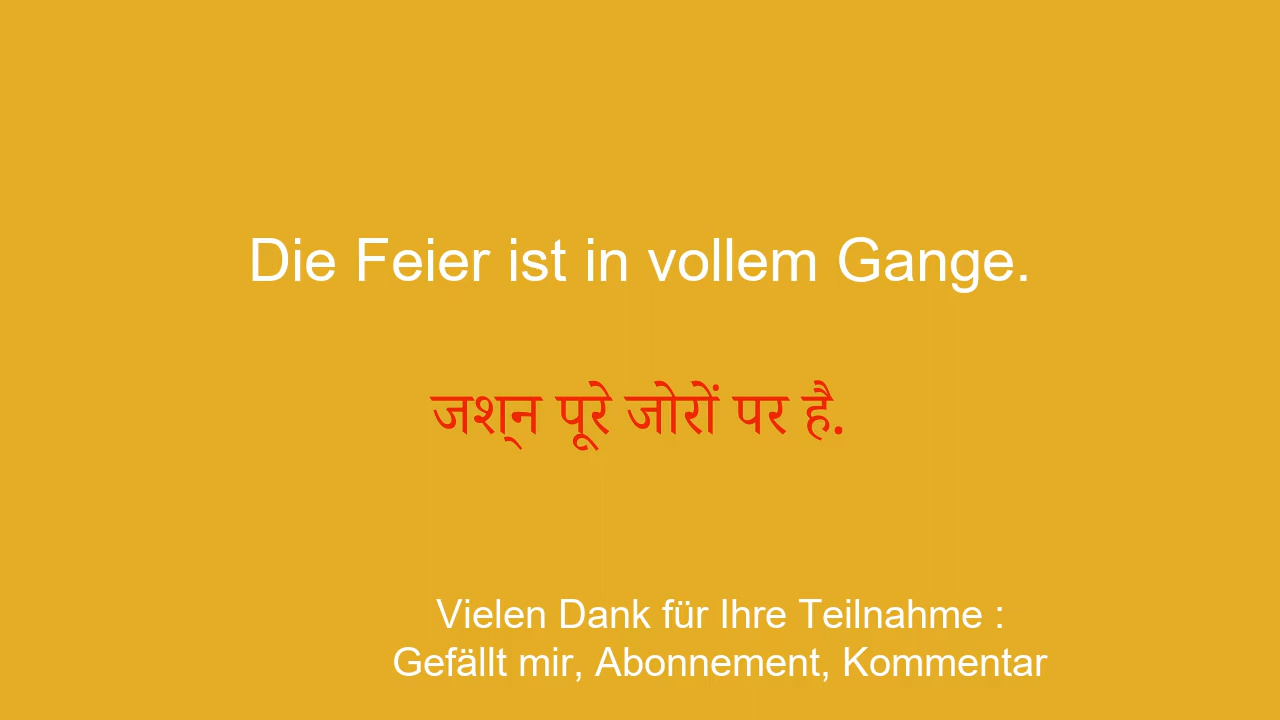 Die Feier ist in vollem Gange.
जश्न पूरे जोरों पर है.
Vielen Dank für Ihre Teilnahme :
Gefällt mir, Abonnement, Kommentar